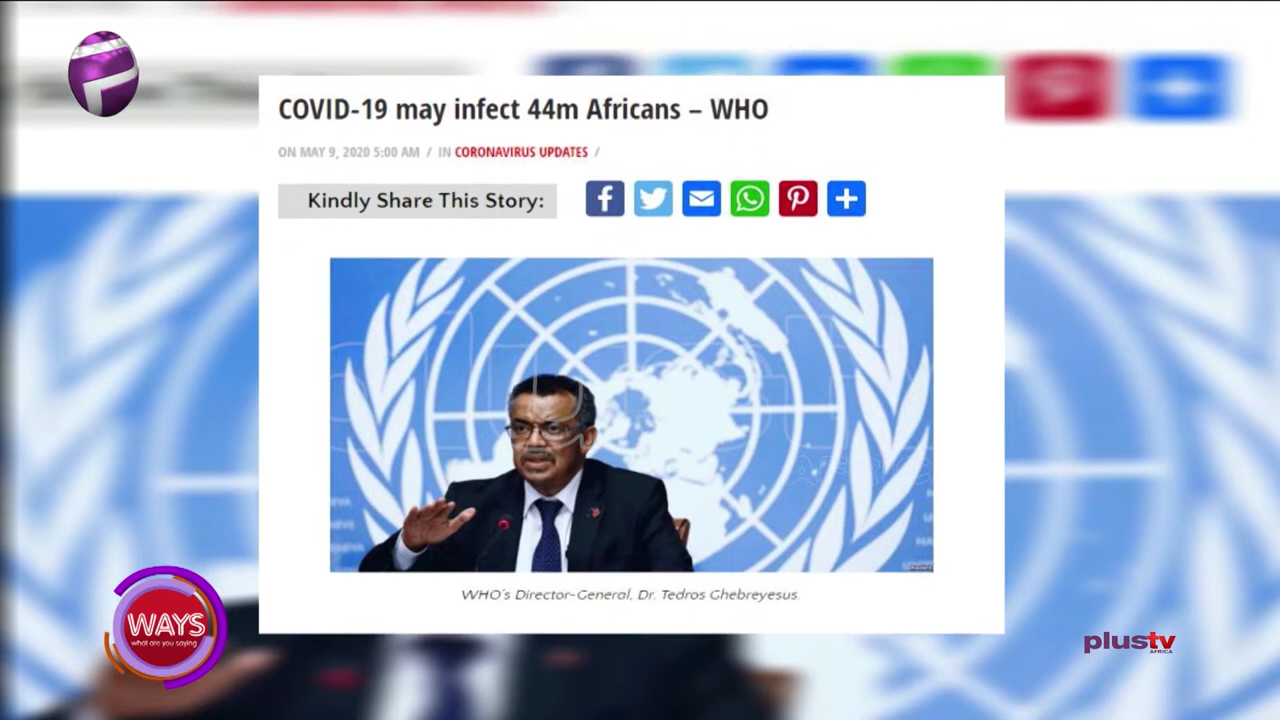 COVID-19 may infect 44m Africans – WHO
ON MAY 9, 2020 5:00 AM / IN CORONAVIRUS UPDATES /
Kindly Share This Story:
WHO's Director-General, Dr. Tedros Ghebreyesus.
WAYS
what are you saying
plustv
AFRICA